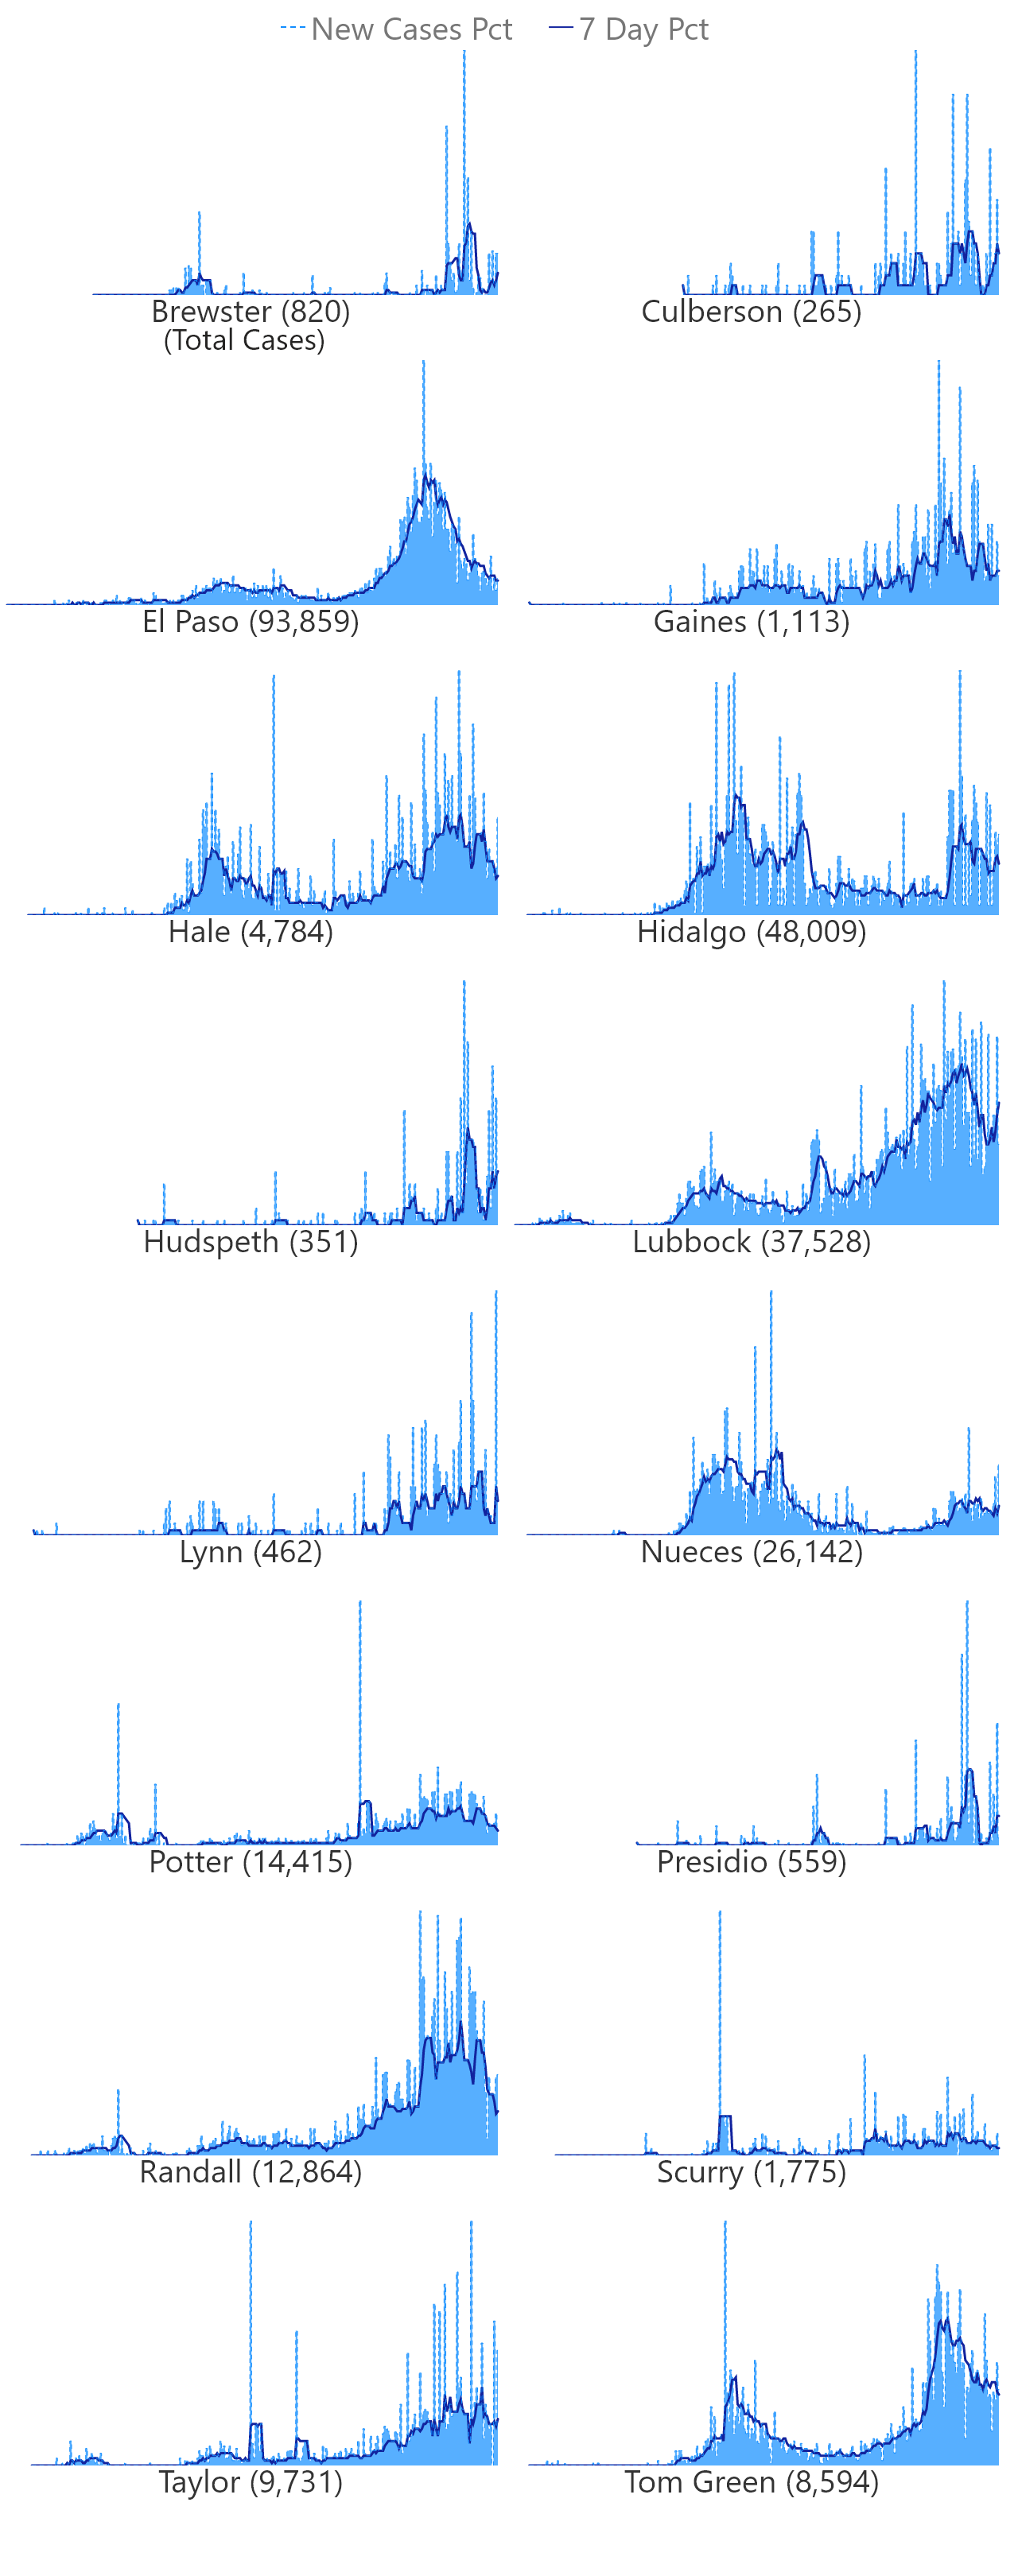 New Cases Pct 7 Day Pct
Brewster (820) Culberson (265)
(Total Cases)
El Paso (93,859) Gaines (1,113)
Hale (4,784) Hidalgo (48,009)
Hudspeth (351) Lubbock (37,528)
Lynn (462) Nueces (26,142)
Potter (14,415) Presidio (559)
Randall (12,864) Scurry (1,775)
Taylor (9,731) Tom Green (8,594)